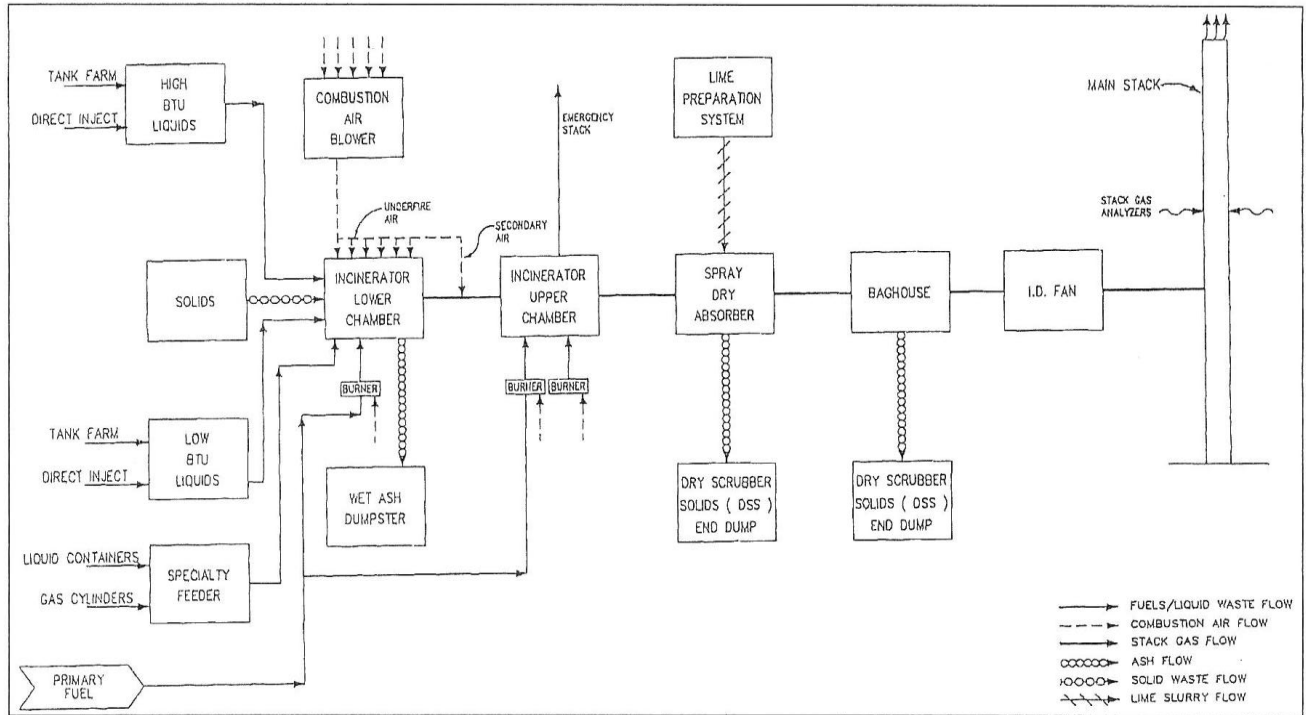 TANK FARM
DIRECT INJECT
HIGH
BTU
LIQUIDS
COMBUSTION
AIR
BLOWER
EMERGENCY
STACK
LIME
PREPARATION
SYSTEM
MAIN STACK
UNDERFIRE
AIR
SECONDARY
AIR
STACK GAS
ANALYZERS
SOLIDS
INCINERATOR
LOWER
CHAMBER
INCINERATOR
UPPER
CHAMBER
SPRAY
DRY
ABSORBER
BAGHOUSE
I.D. FAN
BURNER
BURNER
BURNER
TANK FARM
DIRECT INJECT
LOW
BTU
LIQUIDS
WET ASH
DUMPSTER
DRY SCRUBBER
SOLIDS ( DSS )
END DUMP
DRY SCRUBBER
SOLIDS ( DSS )
END DUMP
LIQUID CONTAINERS
GAS CYLINDERS
SPECIALTY
FEEDER
PRIMARY
FUEL
FUELS/LIQUID WASTE FLOW
COMBUSTION AIR FLOW
STACK GAS FLOW
ASH FLOW
SOLID WASTE FLOW
LIME SLURRY FLOW